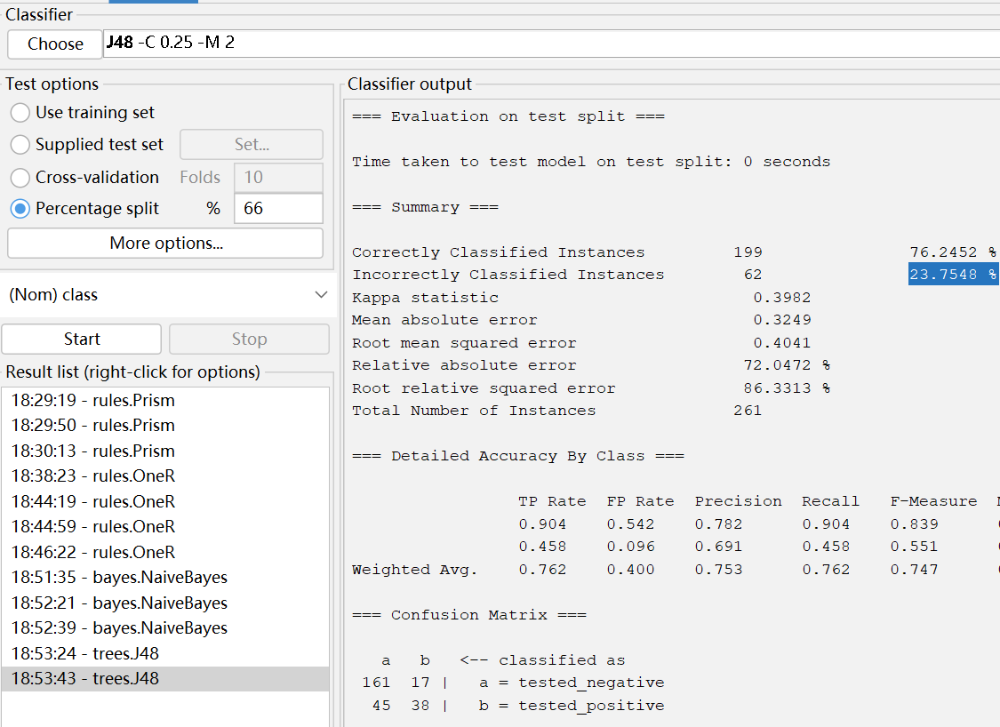 Classifier
Choose J48 -C 0.25 -M 2
Test options
Use training set
Supplied test set Set...
Cross-validation Folds 10
Percentage split % 66
More options...
(Nom) class
Start Stop
Result list (right-click for options)
18:29:19 - rules.Prism
18:29:50 - rules.Prism
18:30:13 - rules.Prism
18:38:23 - rules.OneR
18:44:19 - rules.OneR
18:44:59 - rules.OneR
18:46:22 - rules.OneR
18:51:35 - bayes.NaiveBayes
18:52:21 - bayes.NaiveBayes
18:52:39 - bayes.NaiveBayes
18:53:24 - trees.J48
18:53:43 - trees.J48
Classifier output
=== Evaluation on test split ===
Time taken to test model on test split: 0 seconds
=== Summary ===
Correctly Classified Instances 199 76.2452 %
Incorrectly Classified Instances 62 23.7548 %
Kappa statistic 0.3982
Mean absolute error 0.3249
Root mean squared error 0.4041
Relative absolute error 72.0472 %
Root relative squared error 86.3313 %
Total Number of Instances 261
=== Detailed Accuracy By Class ===
TP Rate FP Rate Precision Recall F-Measure
0.904 0.542 0.782 0.904 0.839
0.458 0.096 0.691 0.458 0.551
Weighted Avg. 0.762 0.400 0.753 0.762 0.747
=== Confusion Matrix ===
a b <-- classified as
161 17 | a = tested_negative
45 38 | b = tested_positive